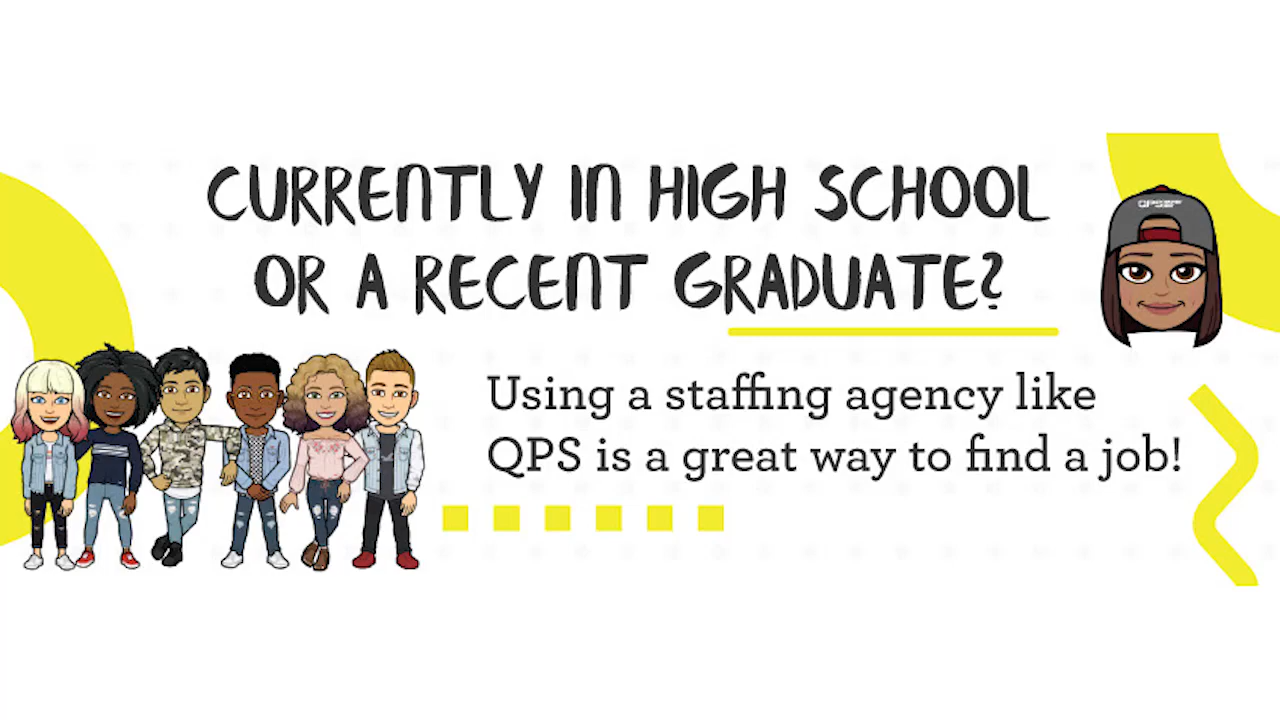 CURRENTLY IN HIGH SCHOOL
OR A RECENT GRADUATE?
Using a staffing agency like
QPS is a great way to find a job!